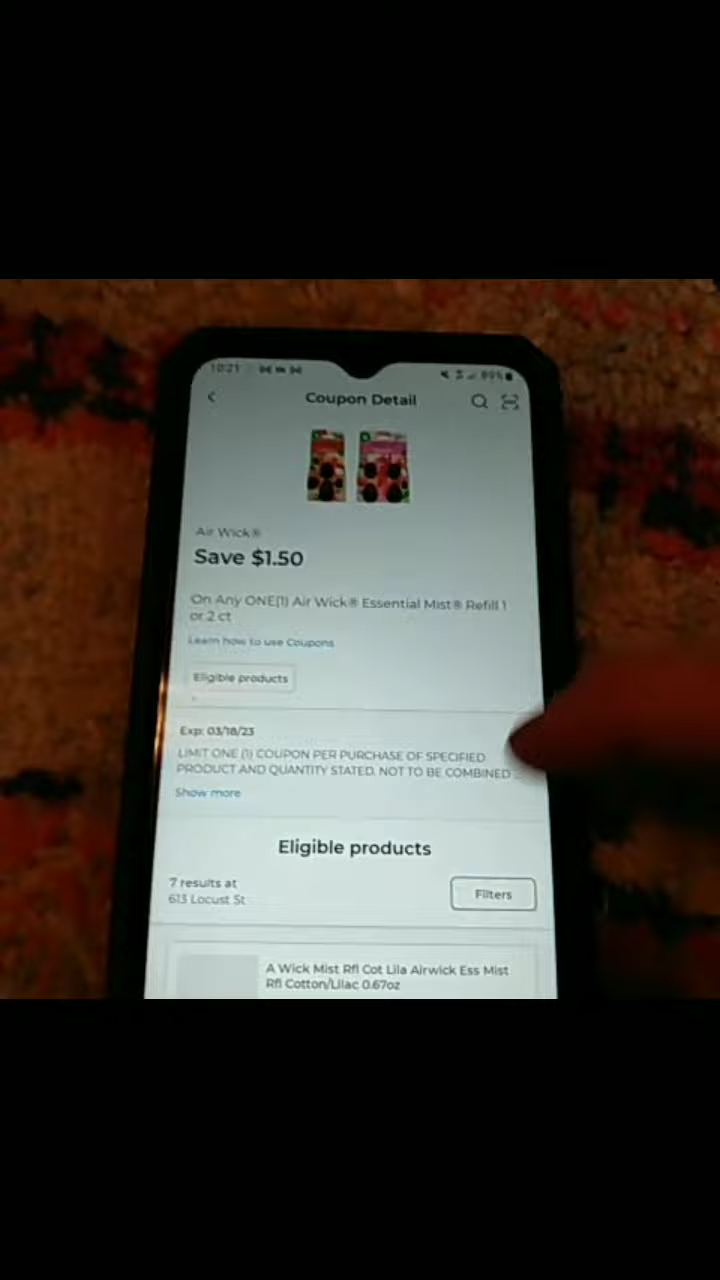 10:21
89%
Coupon Detail
Air Wick®
Save $1.50
On Any ONE(1) Air Wick® Essential Mist® Refill 1
or 2 ct
Learn how to use Coupons
Eligible products
Exp: 03/18/23
LIMIT ONE (1) COUPON PER PURCHASE OF SPECIFIED
PRODUCT AND QUANTITY STATED. NOT TO BE COMBINED ...
Show more
Eligible products
7 results at
613 Locust St
Filters
A Wick Mist Rfl Cot Lila Airwick Ess Mist
Rfl Cotton/Lilac 0.67oz